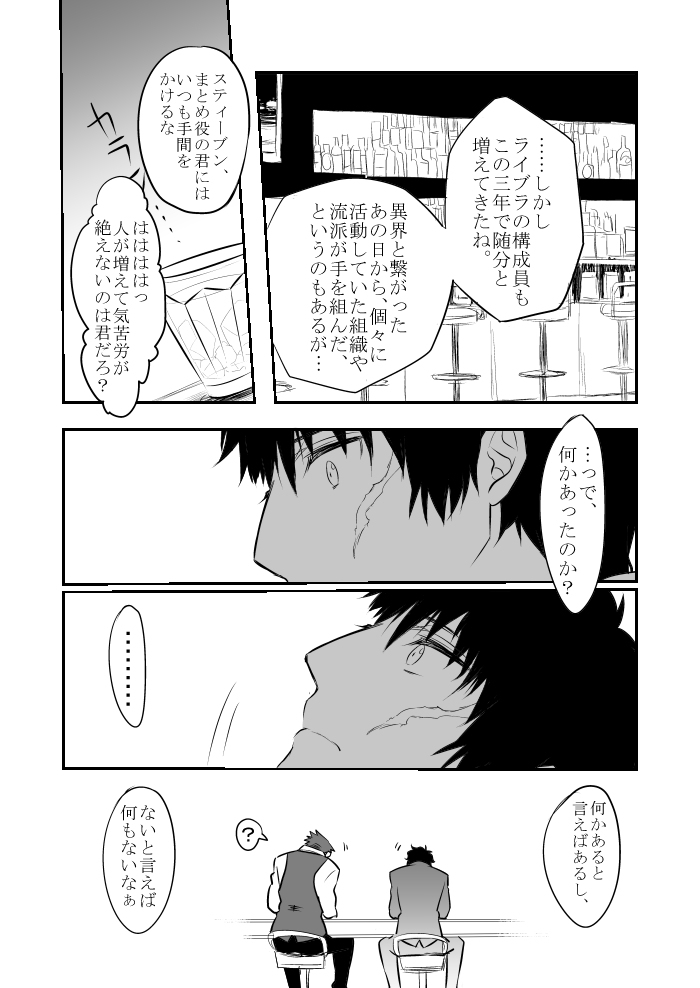 ……しかし
ライブラの構成員も
この三年で随分と
増えてきたね。
異界と繋がった
あの日から、個々に
活動していた組織や
流派が手を組んだ、
というのもあるが…
スティーブン、
まとめ役の君には
いつも手間を
かけるな
カラ…
はははははっ
人が増えて気苦労が
絶えないのは君だろ？
…っで、
何かあったのか？
………
何かあると
言えばあるし、
ないと言えば
何もないなぁ
？